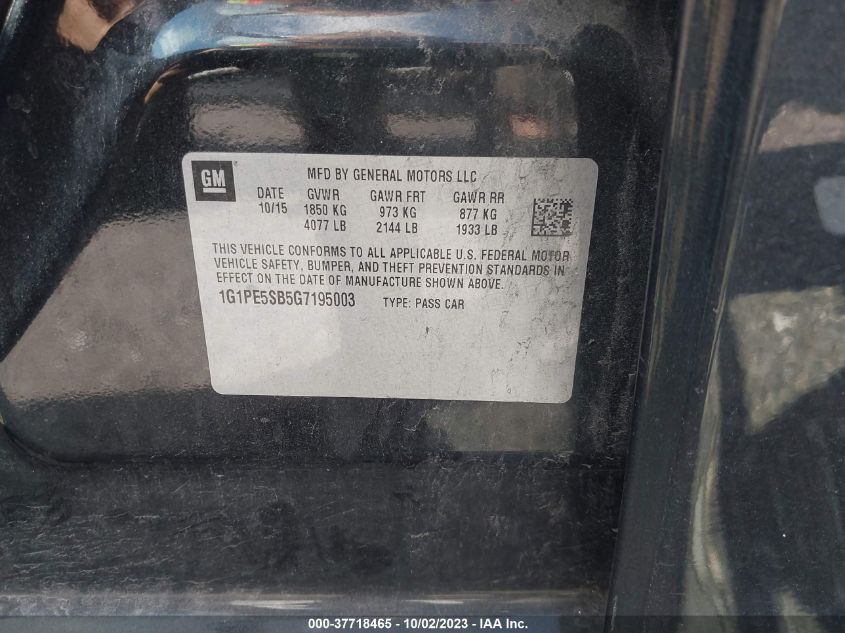 GM
MFD BY GENERAL MOTORS LLC
DATE GVWR GAWR FRT GAWR RR
10/15 1850 KG 973 KG 877 KG
4077 LB 2144 LB 1933 LB
THIS VEHICLE CONFORMS TO ALL APPLICABLE U.S. FEDERAL MOTOR
VEHICLE SAFETY, BUMPER, AND THEFT PREVENTION STANDARDS IN
EFFECT ON THE DATE OF MANUFACTURE SHOWN ABOVE.
1G1PE5SB5G7195003 TYPE: PASS CAR
000-37718465 - 10/02/2023 - IAA Inc.